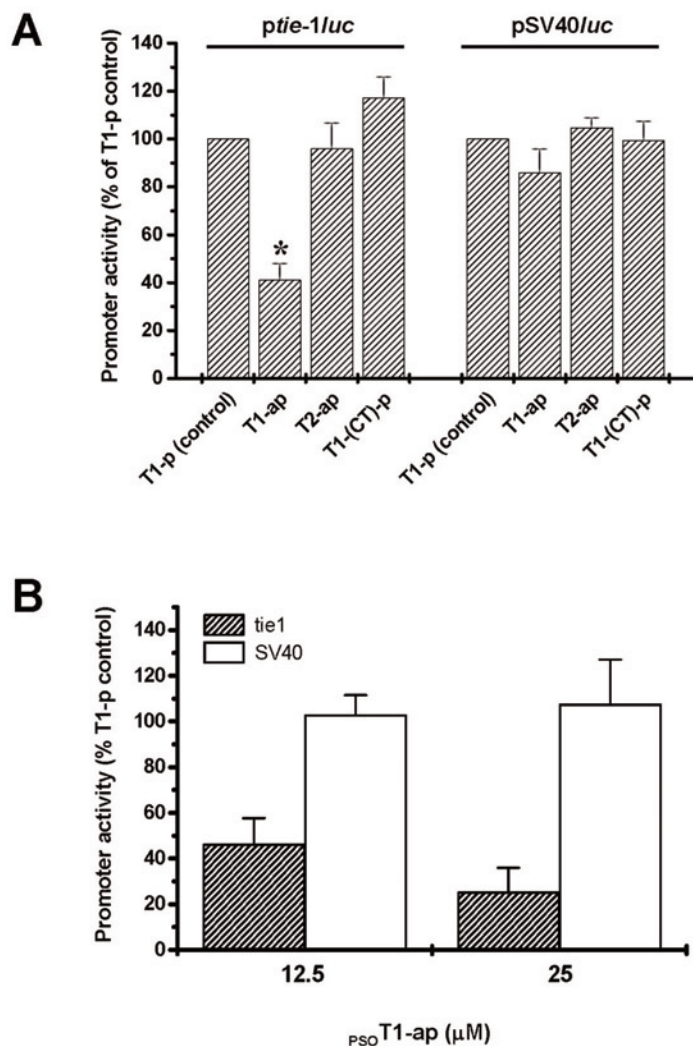 A
ptie-1luc pSV40luc
Promoter activity (% of T1-p control)
140
120
100
80
60
40
20
0
*
T1-p (control) T1-ap T2-ap T1-(CT)-p T1-p (control) T1-ap T2-ap T1-(CT)-p
B
Promoter activity (% T1-p control)
140
120
100
80
60
40
20
0
tie1
SV40
12.5 25
PSOT1-ap (μM)